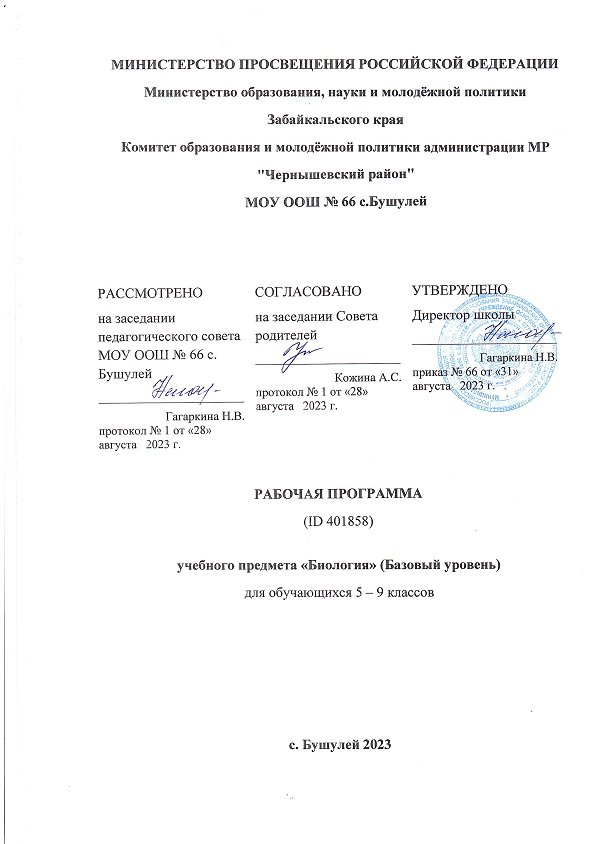 МИНИСТЕРСТВО ПРОСВЕЩЕНИЯ РОССИЙСКОЙ ФЕДЕРАЦИИ
Министерство образования, науки и молодёжной политики
Забайкальского края
Комитет образования и молодёжной политики администрации МР
"Чернышевский район"
МОУ ООШ № 66 с.Бушулей
РАССМОТРЕНО
на заседании
педагогического совета
МОУ ООШ № 66 с.
Бушулей
Гагаркина Н.В.
протокол № 1 от «28»
августа 2023 г.
СОГЛАСОВАНО
на заседании Совета
родителей
Кожина А.С.
протокол № 1 от «28»
августа 2023 г.
УТВЕРЖДЕНО
Директор школы
Гагаркина Н.В.
приказ № 66 от «31»
августа 2023 г.
РАБОЧАЯ ПРОГРАММА
(ID 401858)
учебного предмета «Биология» (Базовый уровень)
для обучающихся 5 – 9 классов
с. Бушулей 2023